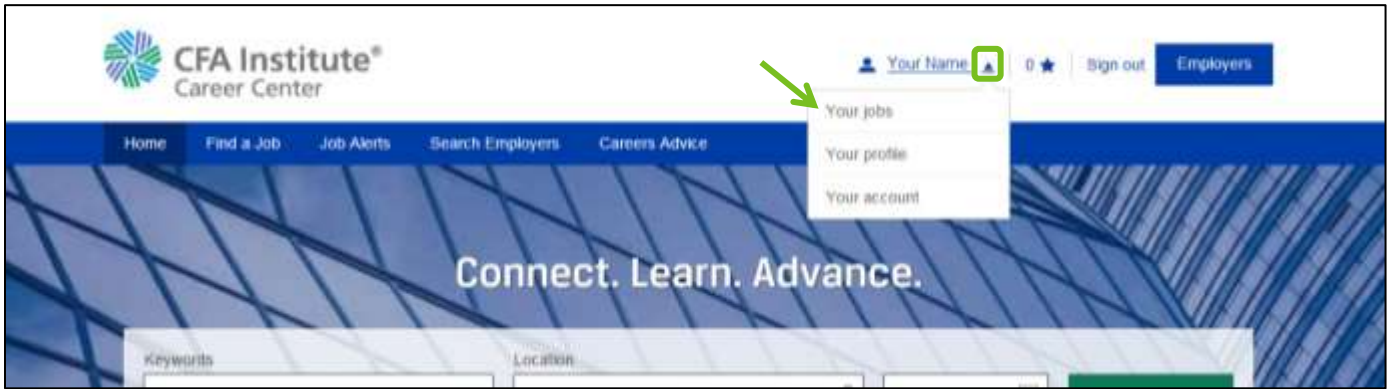 CFA Institute®
Career Center
Your Name 0 Sign out Employers
Your jobs
Your profile
Your account
Home Find a Job Job Alerts Search Employers Careers Advice
Connect. Learn. Advance.
Keywords Location